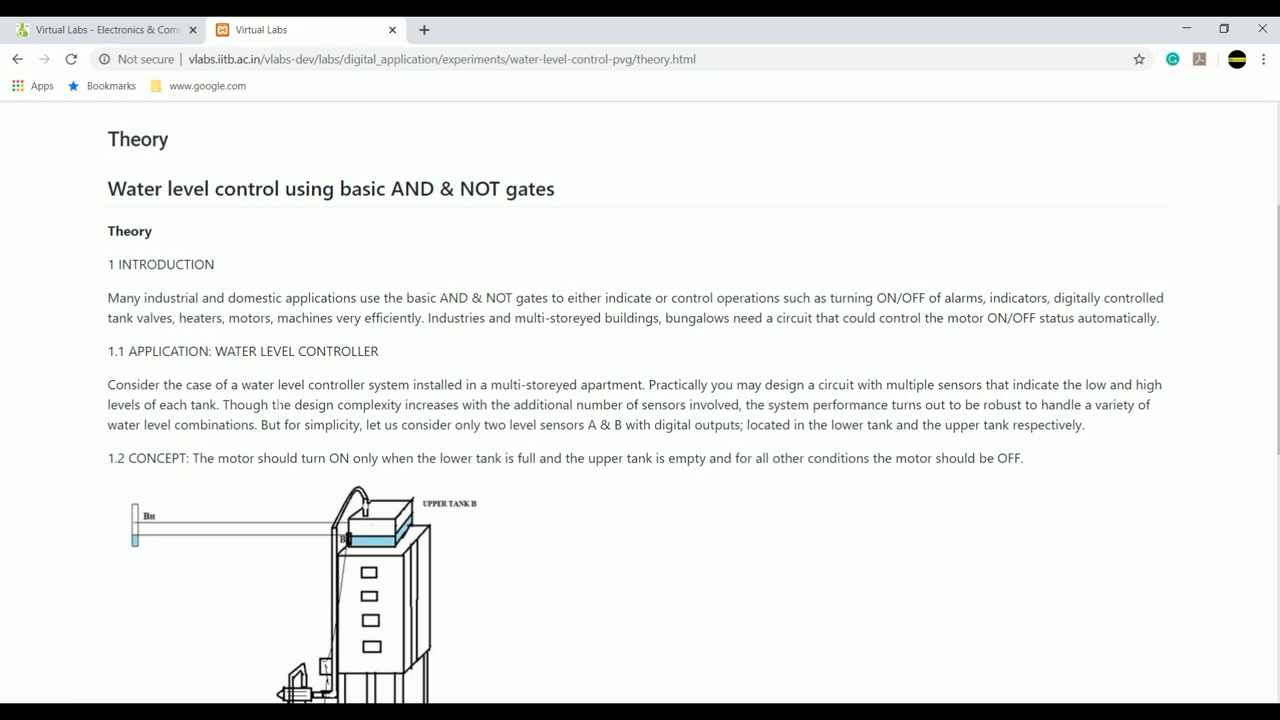 Virtual Labs - Electronics & Com
Virtual Labs
Not secure | vlabs.iitb.ac.in/vlabs-dev/labs/digital_application/experiments/water-level-control-pvg/theory.html
Apps
Bookmarks
www.google.com
Theory
Water level control using basic AND & NOT gates
Theory
1 INTRODUCTION
Many industrial and domestic applications use the basic AND & NOT gates to either indicate or control operations such as turning ON/OFF of alarms, indicators, digitally controlled
tank valves, heaters, motors, machines very efficiently. Industries and multi-storeyed buildings, bungalows need a circuit that could control the motor ON/OFF status automatically.
1.1 APPLICATION: WATER LEVEL CONTROLLER
Consider the case of a water level controller system installed in a multi-storeyed apartment. Practically you may design a circuit with multiple sensors that indicate the low and high
levels of each tank. Though the design complexity increases with the additional number of sensors involved, the system performance turns out to be robust to handle a variety of
water level combinations. But for simplicity, let us consider only two level sensors A & B with digital outputs; located in the lower tank and the upper tank respectively.
1.2 CONCEPT: The motor should turn ON only when the lower tank is full and the upper tank is empty and for all other conditions the motor should be OFF.
UPPER TANK B
BH
B